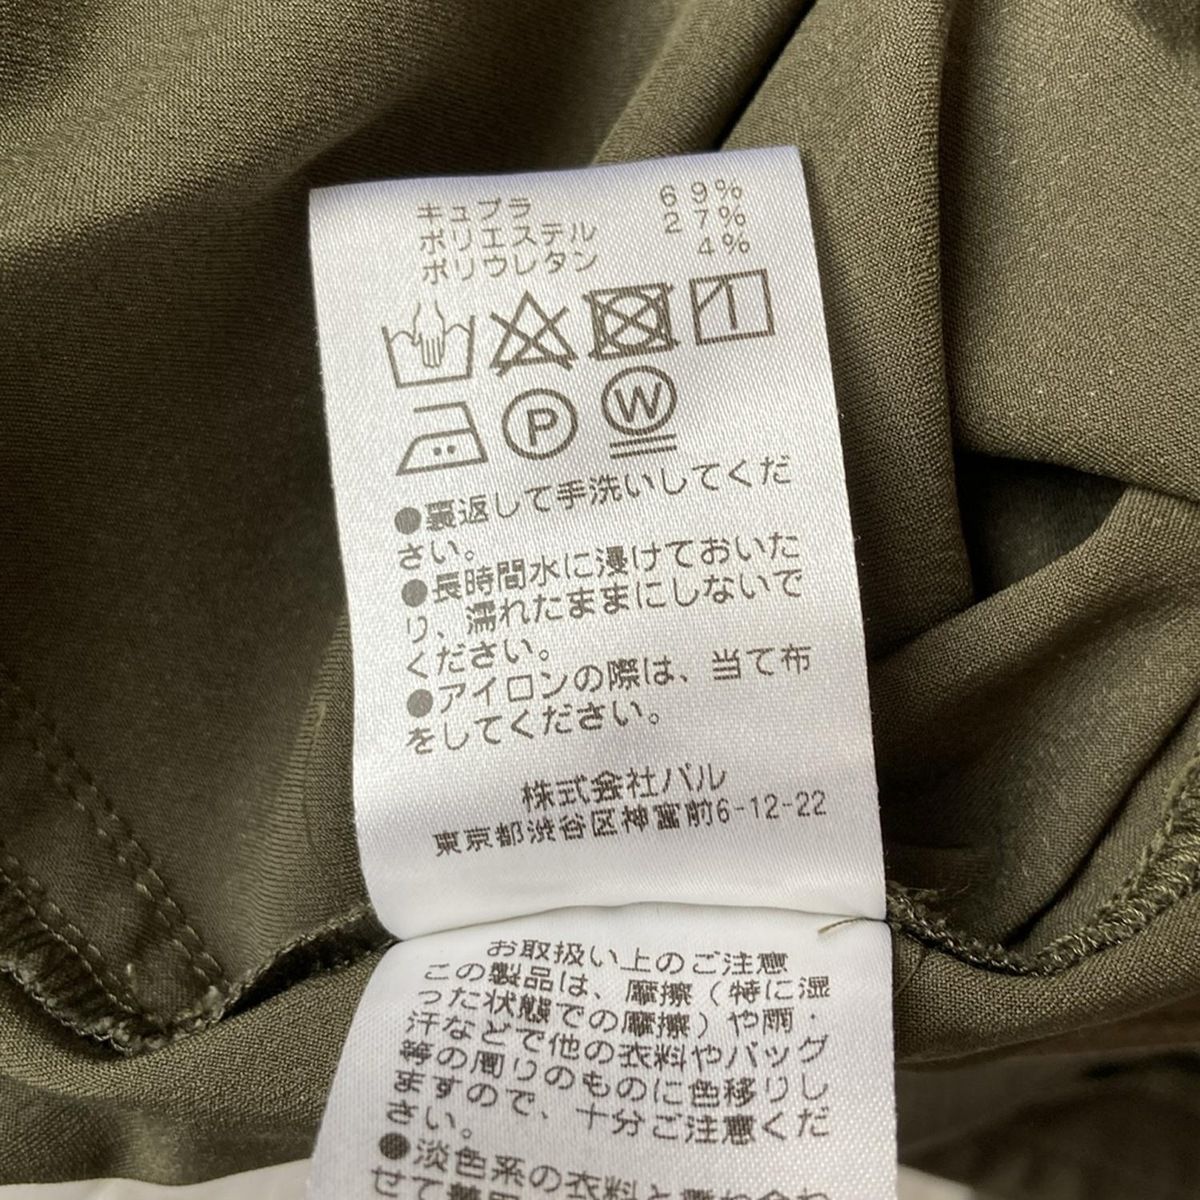 キュプラ 69%
ポリエステル 27%
ポリウレタン 4%
P
W
●裏返して手洗いしてくだ
さい。
●長時間水に浸けておいた
り、濡れたままにしないで
ください。
●アイロンの際は、当て布
をしてください。
株式会社パル
東京都渋谷区神宮前6-12-22
お取扱い上のご注意
この製品は、摩擦（特に湿
った状態での摩擦）や雨・
汗などで他の衣料やバッグ
等の周りのものに色移りし
ますので、十分ご注意くだ
さい。
●淡色系の衣料と重ね合わ
せて着用